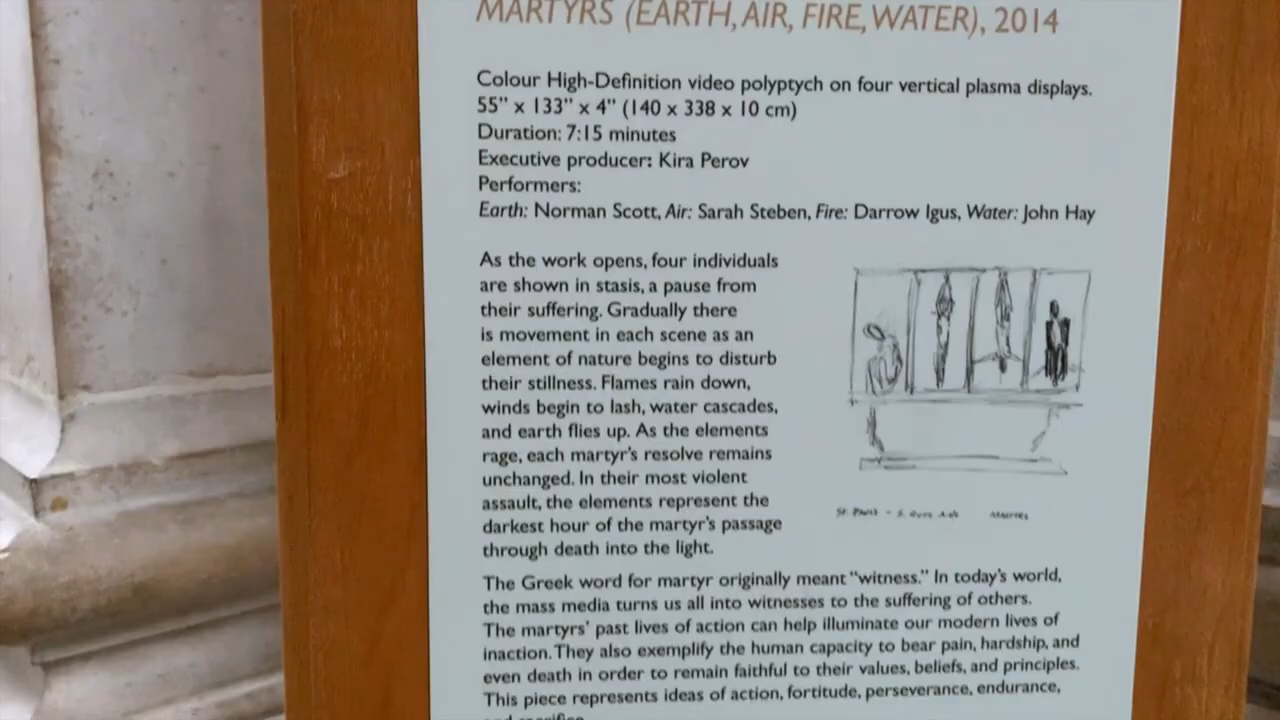 MARTYRS (EARTH, AIR, FIRE, WATER), 2014
Colour High-Definition video polyptych on four vertical plasma displays.
55" x 133" x 4" (140 x 338 x 10 cm)
Duration: 7:15 minutes
Executive producer: Kira Perov
Performers:
Earth: Norman Scott, Air: Sarah Steben, Fire: Darrow Igus, Water: John Hay
As the work opens, four individuals
are shown in stasis, a pause from
their suffering. Gradually there
is movement in each scene as an
element of nature begins to disturb
their stillness. Flames rain down,
winds begin to lash, water cascades,
and earth flies up. As the elements
rage, each martyr's resolve remains
unchanged. In their most violent
assault, the elements represent the
darkest hour of the martyr's passage
through death into the light.
St. Pauls - S. MARTYRS
The Greek word for martyr originally meant "witness." In today's world,
the mass media turns us all into witnesses to the suffering of others.
The martyrs' past lives of action can help illuminate our modern lives of
inaction. They also exemplify the human capacity to bear pain, hardship, and
even death in order to remain faithful to their values, beliefs, and principles.
This piece represents ideas of action, fortitude, perseverance, endurance,
and sacrifice.